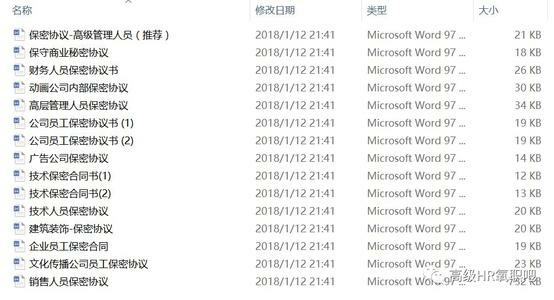 名称 修改日期 类型 大小
保密协议-高级管理人员（推荐） 2018/1/12 21:41 Microsoft Word 97 ... 21 KB
保守商业秘密协议 2018/1/12 21:41 Microsoft Word 97 ... 18 KB
财务人员保密协议书 2018/1/12 21:41 Microsoft Word 97 ... 26 KB
动画公司内部保密协议 2018/1/12 21:41 Microsoft Word 97 ... 30 KB
高层管理人员保密协议 2018/1/12 21:41 Microsoft Word 97 ... 34 KB
公司员工保密协议书 (1) 2018/1/12 21:41 Microsoft Word 97 ... 19 KB
公司员工保密协议书 (2) 2018/1/12 21:41 Microsoft Word 97 ... 19 KB
广告公司保密协议 2018/1/12 21:41 Microsoft Word 97 ... 14 KB
技术保密合同书(1) 2018/1/12 21:41 Microsoft Word 97 ... 12 KB
技术保密合同书(2) 2018/1/12 21:41 Microsoft Word 97 ... 13 KB
技术人员保密协议 2018/1/12 21:41 Microsoft Word 97 ... 20 KB
建筑装饰-保密协议 2018/1/12 21:41 Microsoft Word 97 ... 20 KB
企业员工保密合同 2018/1/12 21:41 Microsoft Word 97 ... 19 KB
文化传播公司员工保密协议 2018/1/12 21:41 Microsoft Word 97 ... 23 KB
销售人员保密协议 2018/1/12 21:41 Microsoft Word 97 ... KB
高级HR氧职吧